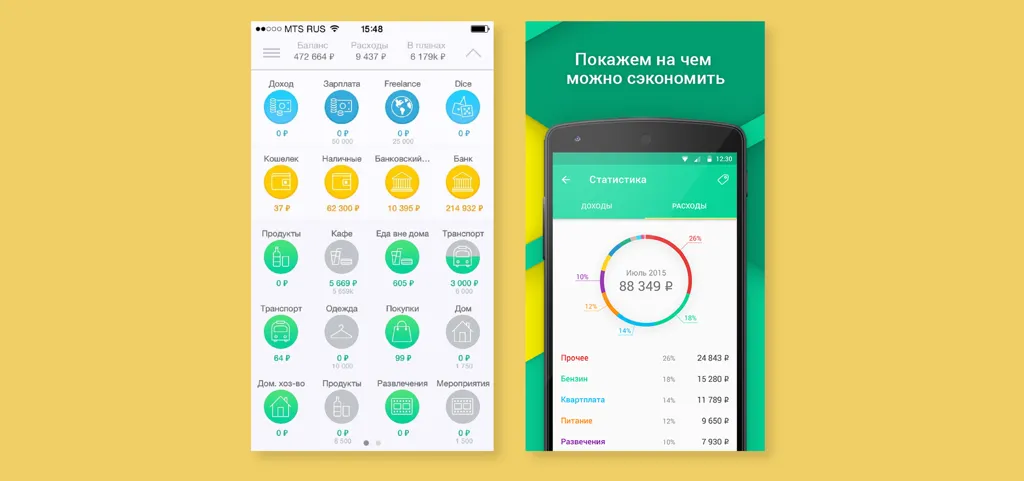 MTS RUS 15:48
Баланс Расходы В планах
472 664 ₽ 9 437 ₽ 6 179k ₽
Доход Зарплата Freelance Dice
0 ₽ 0 ₽ 0 ₽ 0 ₽
50 000 25 000
Кошелек Наличные Банковский... Банк
37 ₽ 62 300 ₽ 10 395 ₽ 214 932 ₽
Продукты Кафе Еда вне дома Транспорт
0 ₽ 5 669 ₽ 605 ₽ 3 000 ₽
5 559k 5 000
Транспорт Одежда Покупки Дом
64 ₽ 0 ₽ 99 ₽ 0 ₽
10 000 1 750
Дом. хоз-во Продукты Развлечения Мероприятия
0 ₽ 0 ₽ 0 ₽ 0 ₽
8 500 1 500
Покажем на чем
можно сэкономить
12:30
Статистика
ДОХОДЫ РАСХОДЫ
26%
Июль 2015
10%
88 349 ₽
12%
18%
14%
Прочее 26% 24 843 ₽
Бензин 18% 15 280 ₽
Квартплата 14% 11 789 ₽
Питание 12% 9 650 ₽
Развечения 10% 7 930 ₽